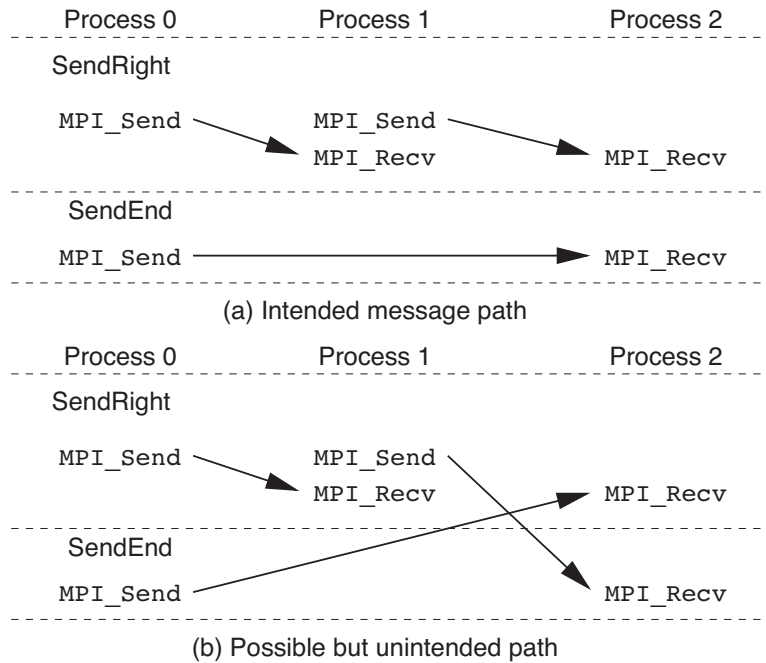 Process 0 Process 1 Process 2
SendRight
MPI_Send MPI_Send
MPI_Recv MPI_Recv
SendEnd
MPI_Send MPI_Recv
(a) Intended message path
Process 0 Process 1 Process 2
SendRight
MPI_Send MPI_Send
MPI_Recv MPI_Recv
SendEnd
MPI_Send MPI_Recv
(b) Possible but unintended path